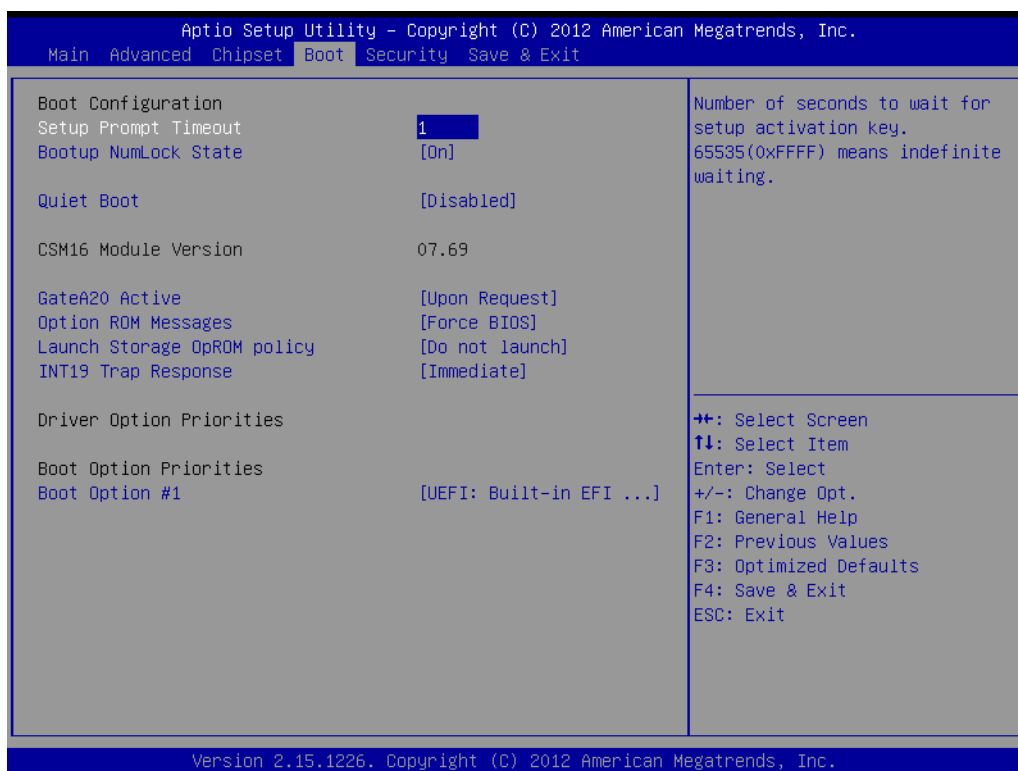 Aptio Setup Utility – Copyright (C) 2012 American Megatrends, Inc.
Main Advanced Chipset Boot Security Save & Exit
Boot Configuration
Setup Prompt Timeout 1
Bootup NumLock State [On]
Quiet Boot [Disabled]
CSM16 Module Version 07.69
GateA20 Active [Upon Request]
Option ROM Messages [Force BIOS]
Launch Storage OpROM policy [Do not launch]
INT19 Trap Response [Immediate]
Driver Option Priorities
Boot Option Priorities
Boot Option #1 [UEFI: Built-in EFI ...]
Number of seconds to wait for
setup activation key.
65535(0xFFFF) means indefinite
waiting.
→←: Select Screen
↑↓: Select Item
Enter: Select
+/-: Change Opt.
F1: General Help
F2: Previous Values
F3: Optimized Defaults
F4: Save & Exit
ESC: Exit
Version 2.15.1226. Copyright (C) 2012 American Megatrends, Inc.